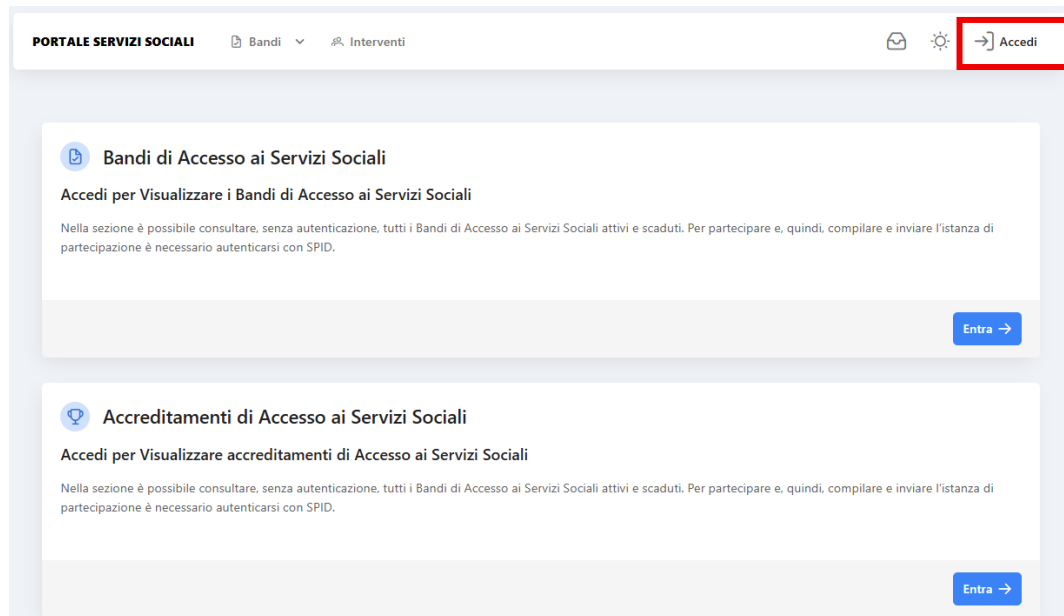 PORTALE SERVIZI SOCIALI Bandi Interventi Accedi
Bandi di Accesso ai Servizi Sociali
Accedi per Visualizzare i Bandi di Accesso ai Servizi Sociali
Nella sezione è possibile consultare, senza autenticazione, tutti i Bandi di Accesso ai Servizi Sociali attivi e scaduti. Per partecipare e, quindi, compilare e inviare l'istanza di
partecipazione è necessario autenticarsi con SPID.
Entra
Accreditamenti di Accesso ai Servizi Sociali
Accedi per Visualizzare accreditamenti di Accesso ai Servizi Sociali
Nella sezione è possibile consultare, senza autenticazione, tutti i Bandi di Accesso ai Servizi Sociali attivi e scaduti. Per partecipare e, quindi, compilare e inviare l'istanza di
partecipazione è necessario autenticarsi con SPID.
Entra